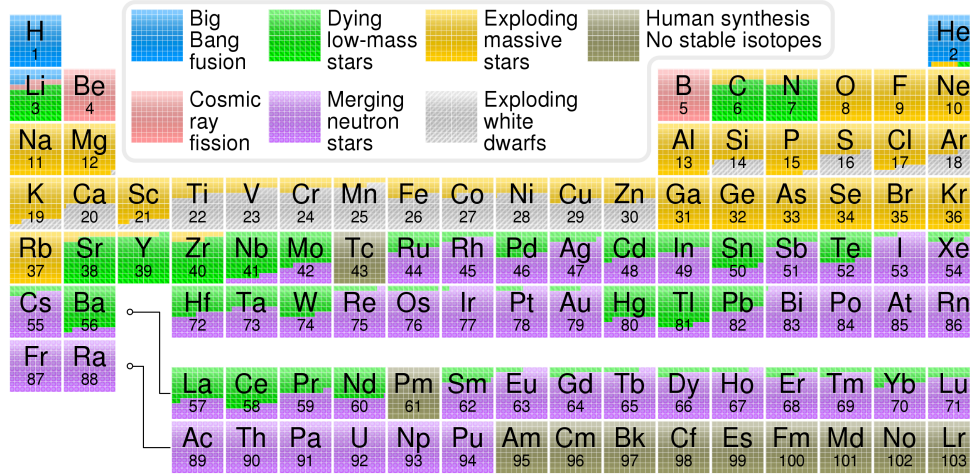 Big Bang fusion
Dying low-mass stars
Exploding massive stars
Human synthesis
No stable isotopes
Cosmic ray fission
Merging neutron stars
Exploding white dwarfs
H He
1 2
Li Be B C N O F Ne
3 4 5 6 7 8 9 10
Na Mg Al Si P S Cl Ar
11 12 13 14 15 16 17 18
K Ca Sc Ti V Cr Mn Fe Co Ni Cu Zn Ga Ge As Se Br Kr
19 20 21 22 23 24 25 26 27 28 29 30 31 32 33 34 35 36
Rb Sr Y Zr Nb Mo Tc Ru Rh Pd Ag Cd In Sn Sb Te I Xe
37 38 39 40 41 42 43 44 45 46 47 48 49 50 51 52 53 54
Cs Ba Hf Ta W Re Os Ir Pt Au Hg Tl Pb Bi Po At Rn
55 56 72 73 74 75 76 77 78 79 80 81 82 83 84 85 86
Fr Ra
87 88
La Ce Pr Nd Pm Sm Eu Gd Tb Dy Ho Er Tm Yb Lu
57 58 59 60 61 62 63 64 65 66 67 68 69 70 71
Ac Th Pa U Np Pu Am Cm Bk Cf Es Fm Md No Lr
89 90 91 92 93 94 95 96 97 98 99 100 101 102 103